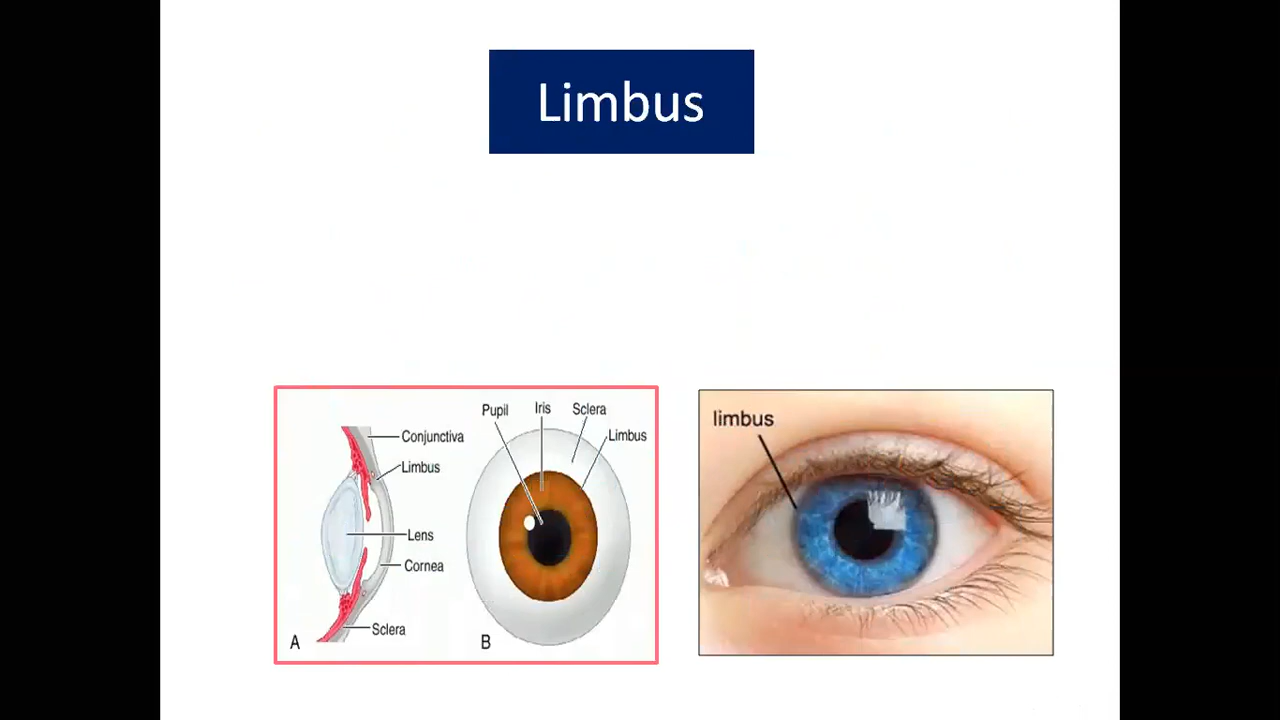 Limbus
Conjunctiva
Limbus
Lens
Cornea
Sclera
A
Pupil
Iris
Sclera
Limbus
B
limbus